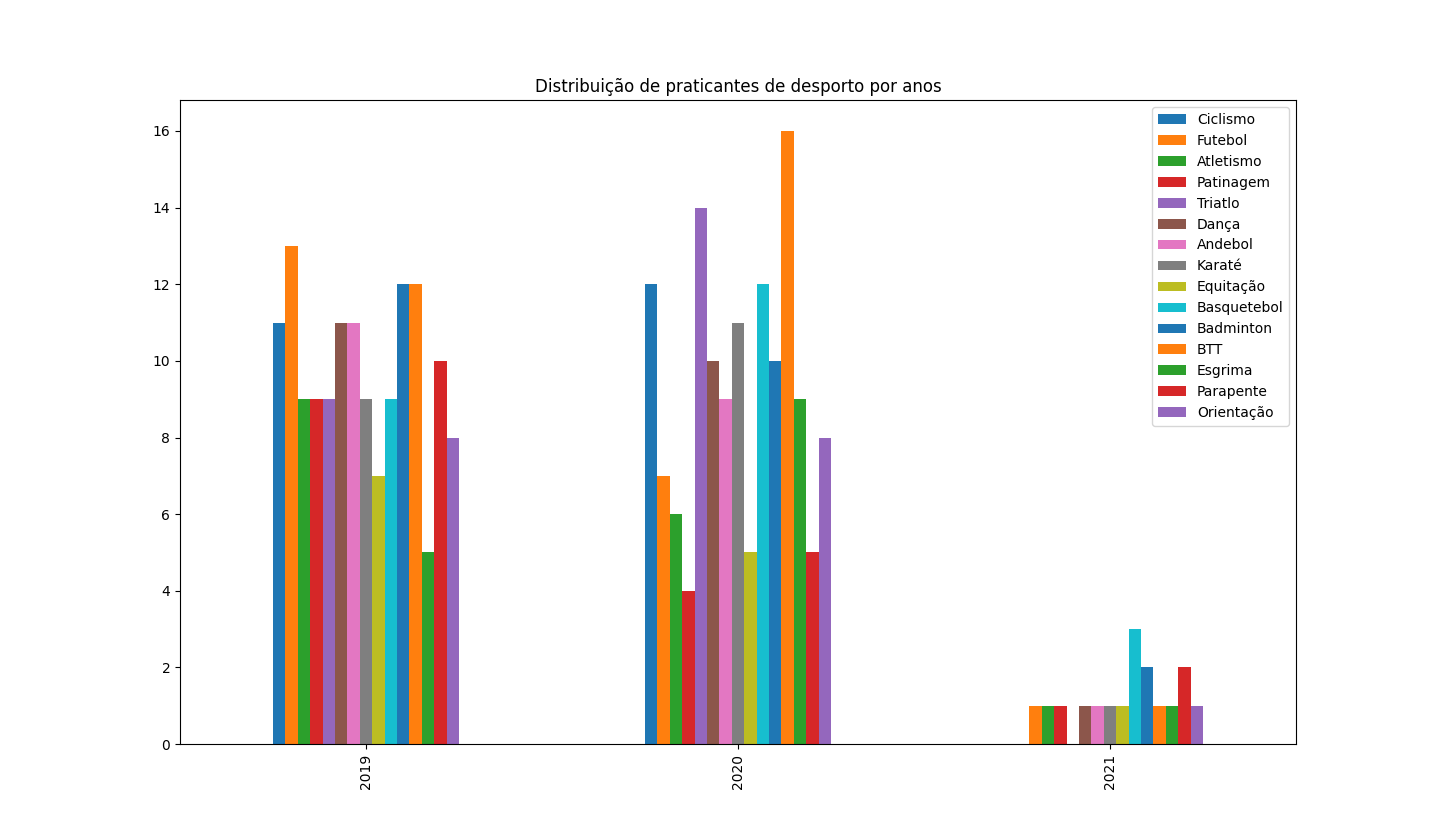 Distribuição de praticantes de desporto por anos
16
14
12
10
8
6
4
2
0
Ciclismo
Futebol
Atletismo
Patinagem
Triatlo
Dança
Andebol
Karaté
Equitação
Basquetebol
Badminton
BTT
Esgrima
Parapente
Orientação
2019
2020
2021